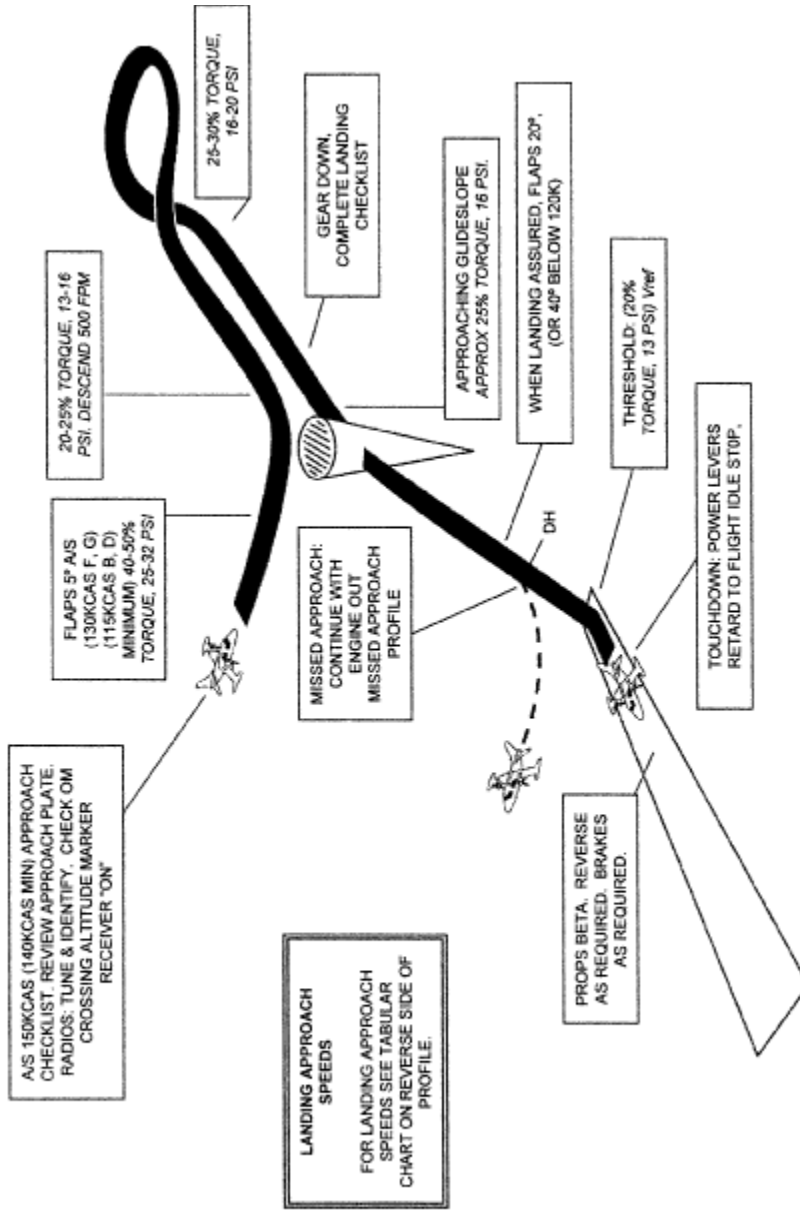 A/S 150KCAS (140KCAS MIN) APPROACH
CHECKLIST. REVIEW APPROACH PLATE.
RADIOS: TUNE & IDENTIFY. CHECK OM
CROSSING ALTITUDE MARKER
RECEIVER "ON"
FLAPS 5° A/S
(130KCAS F, G)
(115KCAS B, D)
MINIMUM) 40-50%
TORQUE, 25-32 PSI
20-25% TORQUE, 13-16
PSI. DESCEND 500 FPM
25-30% TORQUE,
16-20 PSI
GEAR DOWN,
COMPLETE LANDING
CHECKLIST
APPROACHING GLIDESLOPE
APPROX 25% TORQUE, 16 PSI.
WHEN LANDING ASSURED, FLAPS 20°,
(OR 40° BELOW 120K)
MISSED APPROACH:
CONTINUE WITH
ENGINE OUT
MISSED APPROACH
PROFILE
DH
THRESHOLD: (20%
TORQUE, 13 PSI) Vref
TOUCHDOWN: POWER LEVERS
RETARD TO FLIGHT IDLE STOP,
PROPS BETA. REVERSE
AS REQUIRED. BRAKES
AS REQUIRED.
LANDING APPROACH
SPEEDS
FOR LANDING APPROACH
SPEEDS SEE TABULAR
CHART ON REVERSE SIDE OF
PROFILE.